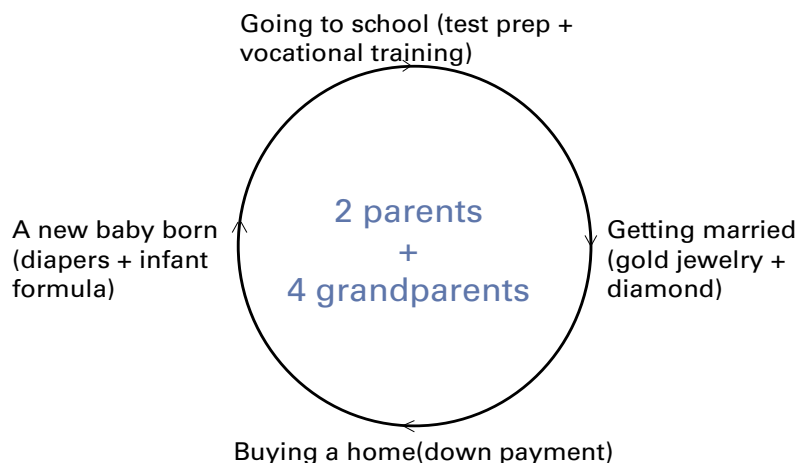 Going to school (test prep +
vocational training)
2 parents
+
4 grandparents
A new baby born
(diapers + infant
formula)
Getting married
(gold jewelry +
diamond)
Buying a home(down payment)